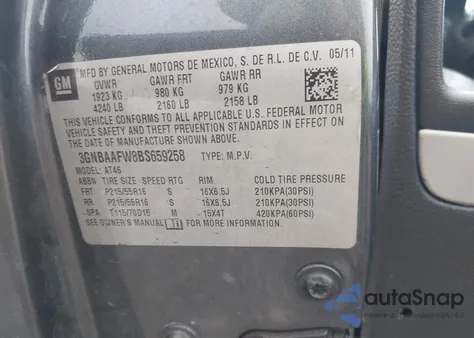 GM
MFD BY GENERAL MOTORS DE MEXICO, S. DE R.L. DE C.V. 05/11
GVWR GAWR FRT GAWR RR
1923 KG 980 KG 979 KG
4240 LB 2160 LB 2158 LB
THIS VEHICLE CONFORMS TO ALL APPLICABLE U.S. FEDERAL MOTOR
VEHICLE SAFETY AND THEFT PREVENTION STANDARDS IN EFFECT ON
THE DATE OF MANUFACTURE SHOWN ABOVE.
3GNBAAFW8BS659258 TYPE: M.P.V.
MODEL: AT46
ABBN TIRE SIZE SPEED RTG RIM COLD TIRE PRESSURE
FRT P215/55R16 S 16X6.5J 210KPA(30PSI)
RR P215/55R16 S 16X6.5J 210KPA(30PSI)
SPA T115/70D15 M 15X4T 420KPA(60PSI)
SEE OWNER'S MANUAL FOR MORE INFORMATION
autoSnap